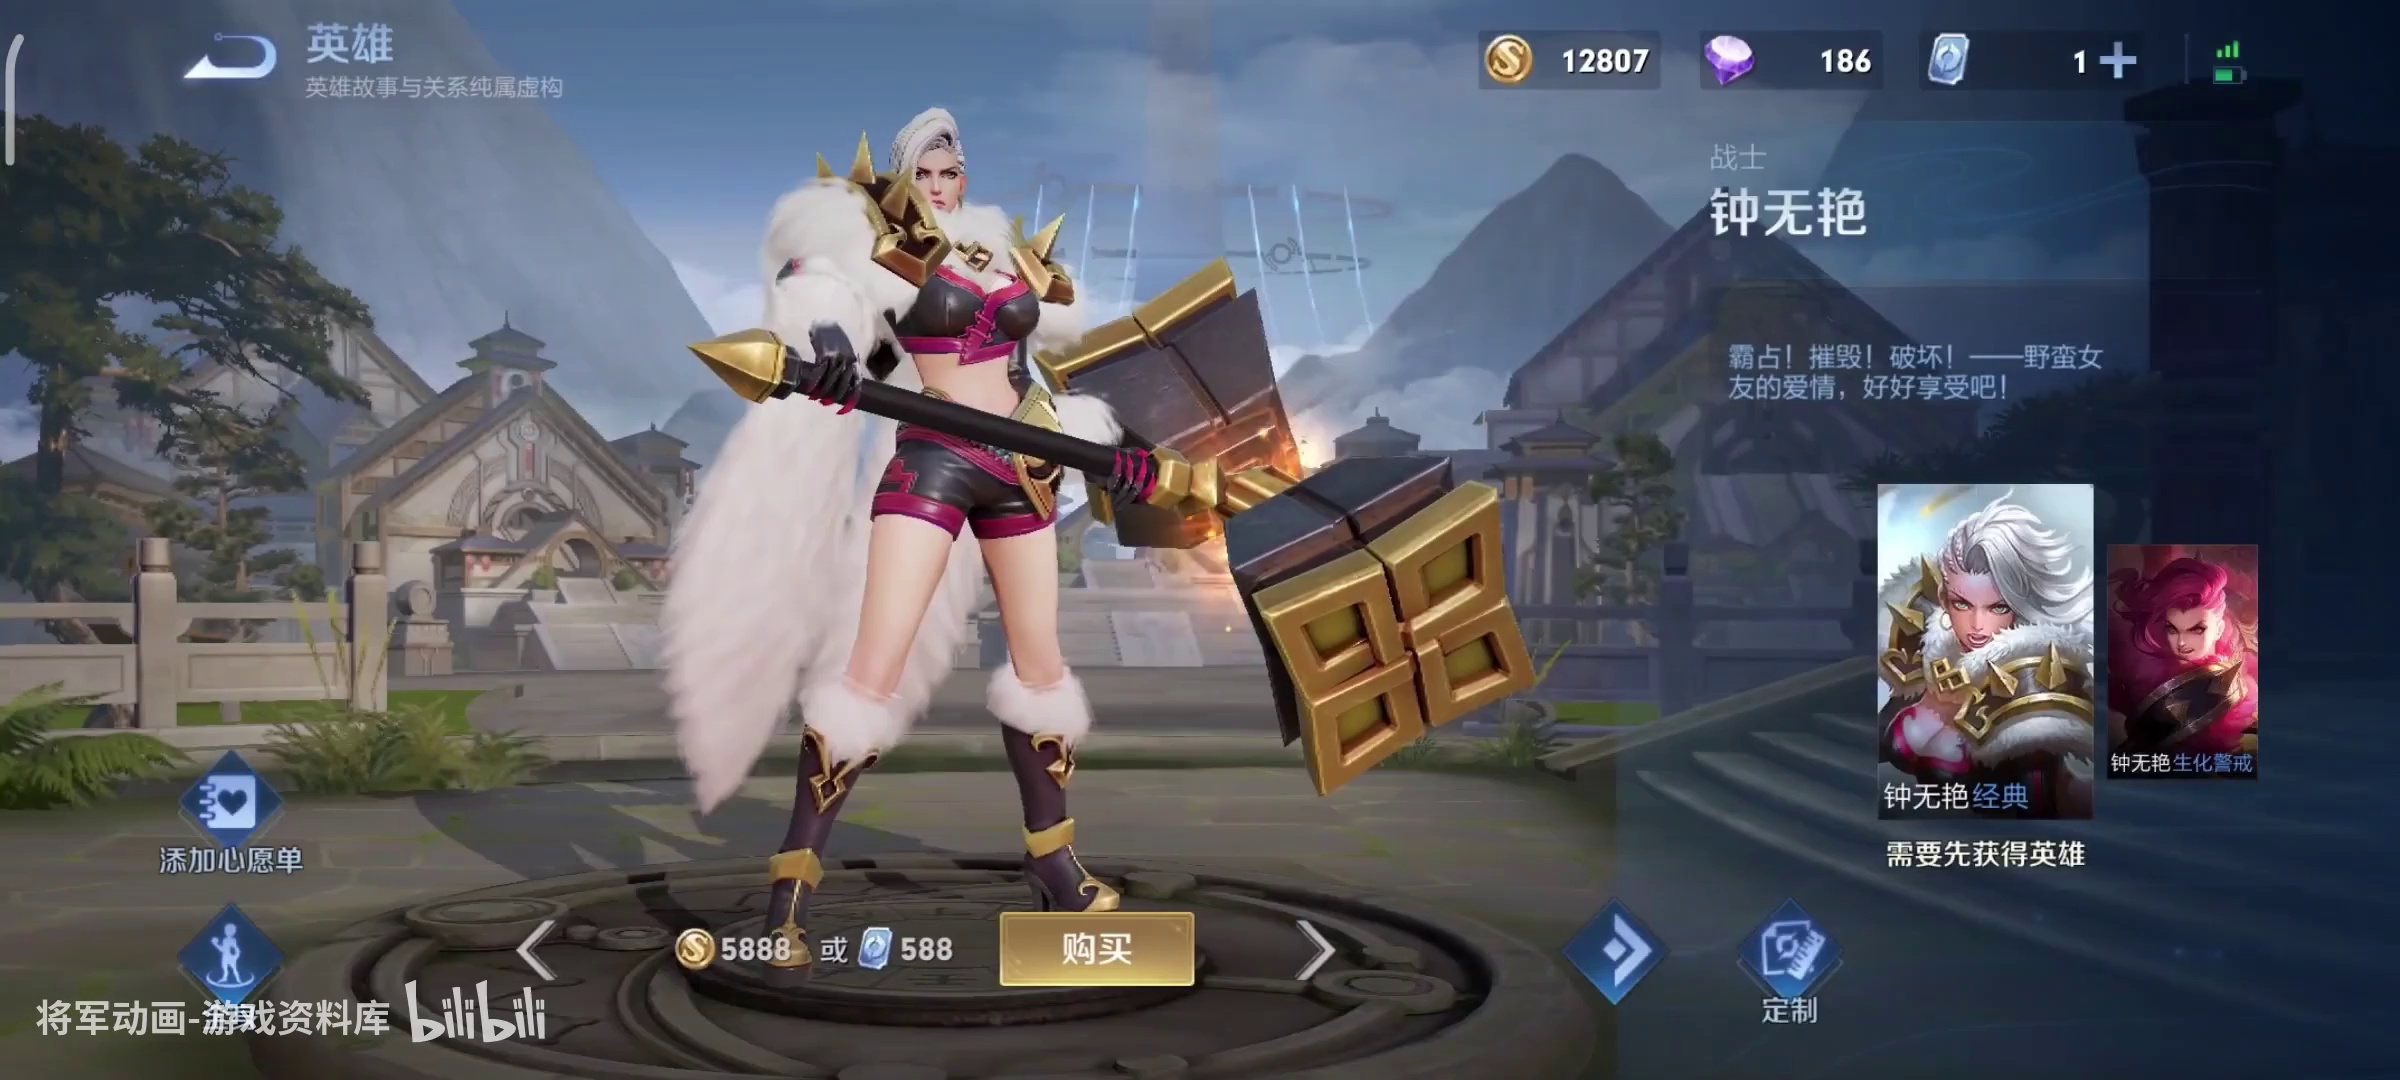 英雄
英雄故事与关系纯属虚构
12807
186
1
战士
钟无艳
霸占！摧毁！破坏！——野蛮女
友的爱情，好好享受吧！
钟无艳经典
钟无艳生化警戒
需要先获得英雄
添加心愿单
5888 或 588
购买
定制
将军动画-游戏资料库 bilibili